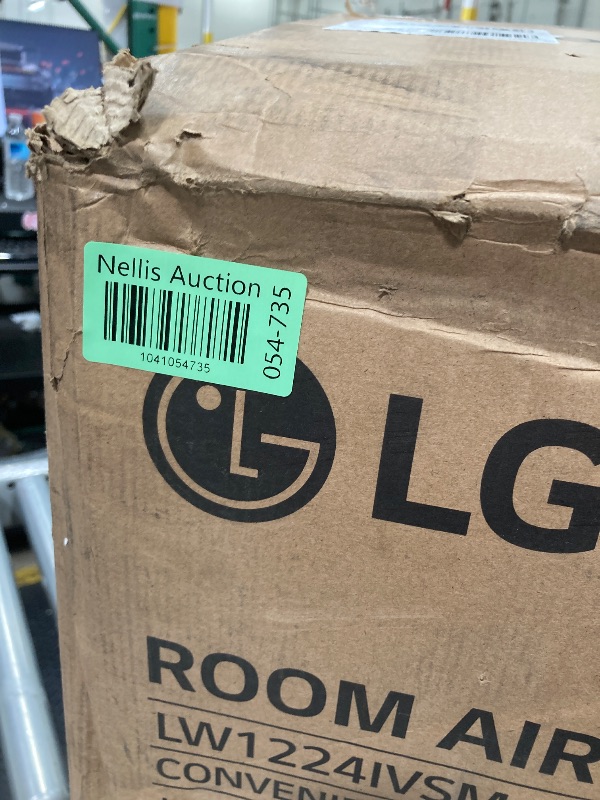 Nellis Auction
1041054735
054-735
LG
ROOM AIR
LW1224IVSM